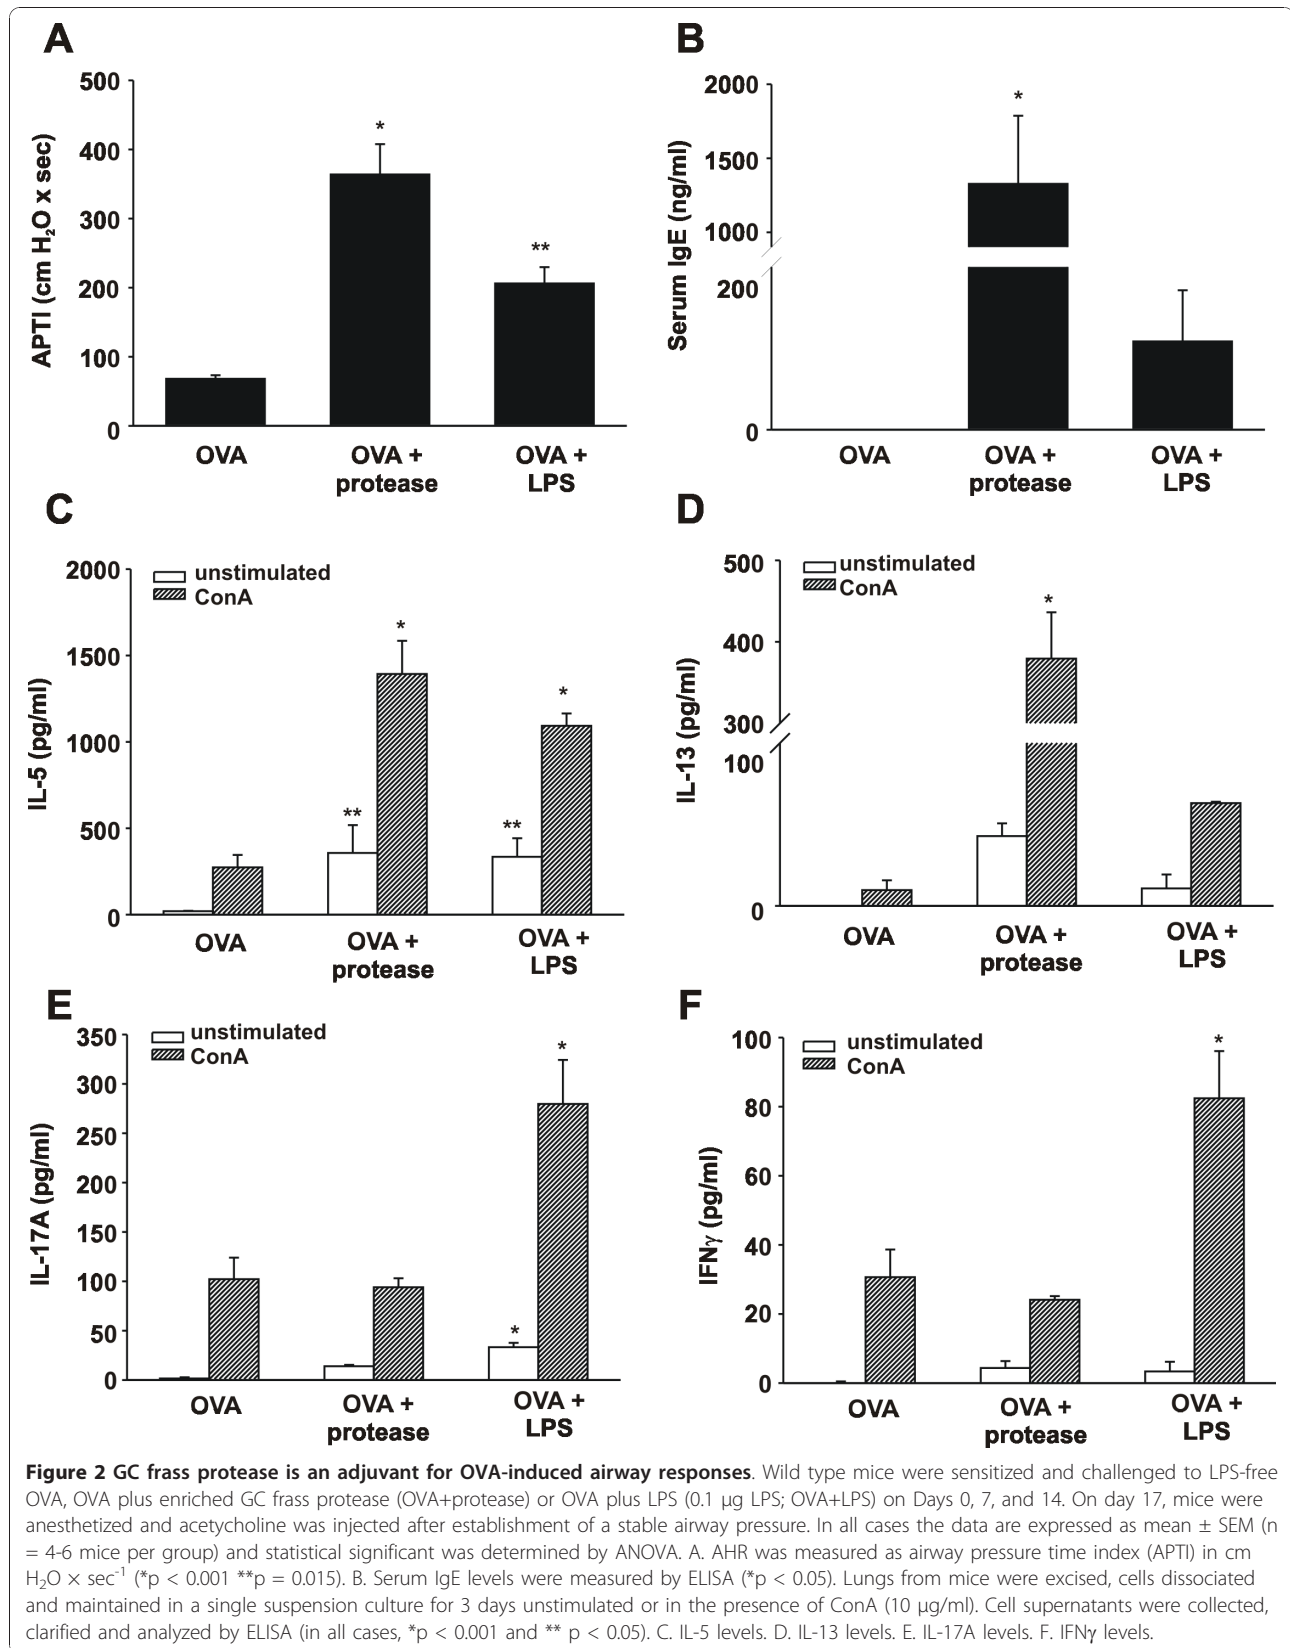 A
500
400
300
200
100
0
APTI (cm H2O x sec)
*
**
OVA
OVA + protease
OVA + LPS
B
2000
1500
1000
200
0
Serum IgE (ng/ml)
*
OVA
OVA + protease
OVA + LPS
C
2000
1500
1000
500
0
IL-5 (pg/ml)
unstimulated
ConA
**
*
**
*
OVA
OVA + protease
OVA + LPS
D
500
400
300
100
0
IL-13 (pg/ml)
unstimulated
ConA
*
OVA
OVA + protease
OVA + LPS
E
350
300
250
200
150
100
50
0
IL-17A (pg/ml)
unstimulated
ConA
*
*
OVA
OVA + protease
OVA + LPS
F
100
80
60
40
20
0
IFNγ (pg/ml)
unstimulated
ConA
*
OVA
OVA + protease
OVA + LPS
Figure 2 GC frass protease is an adjuvant for OVA-induced airway responses. Wild type mice were sensitized and challenged to LPS-free
OVA, OVA plus enriched GC frass protease (OVA+protease) or OVA plus LPS (0.1 μg LPS; OVA+LPS) on Days 0, 7, and 14. On day 17, mice were
anesthetized and acetycholine was injected after establishment of a stable airway pressure. In all cases the data are expressed as mean ± SEM (n
= 4-6 mice per group) and statistical significant was determined by ANOVA. A. AHR was measured as airway pressure time index (APTI) in cm
H2O × sec-1 (*p < 0.001 **p = 0.015). B. Serum IgE levels were measured by ELISA (*p < 0.05). Lungs from mice were excised, cells dissociated
and maintained in a single suspension culture for 3 days unstimulated or in the presence of ConA (10 μg/ml). Cell supernatants were collected,
clarified and analyzed by ELISA (in all cases, *p < 0.001 and ** p < 0.05). C. IL-5 levels. D. IL-13 levels. E. IL-17A levels. F. IFNγ levels.